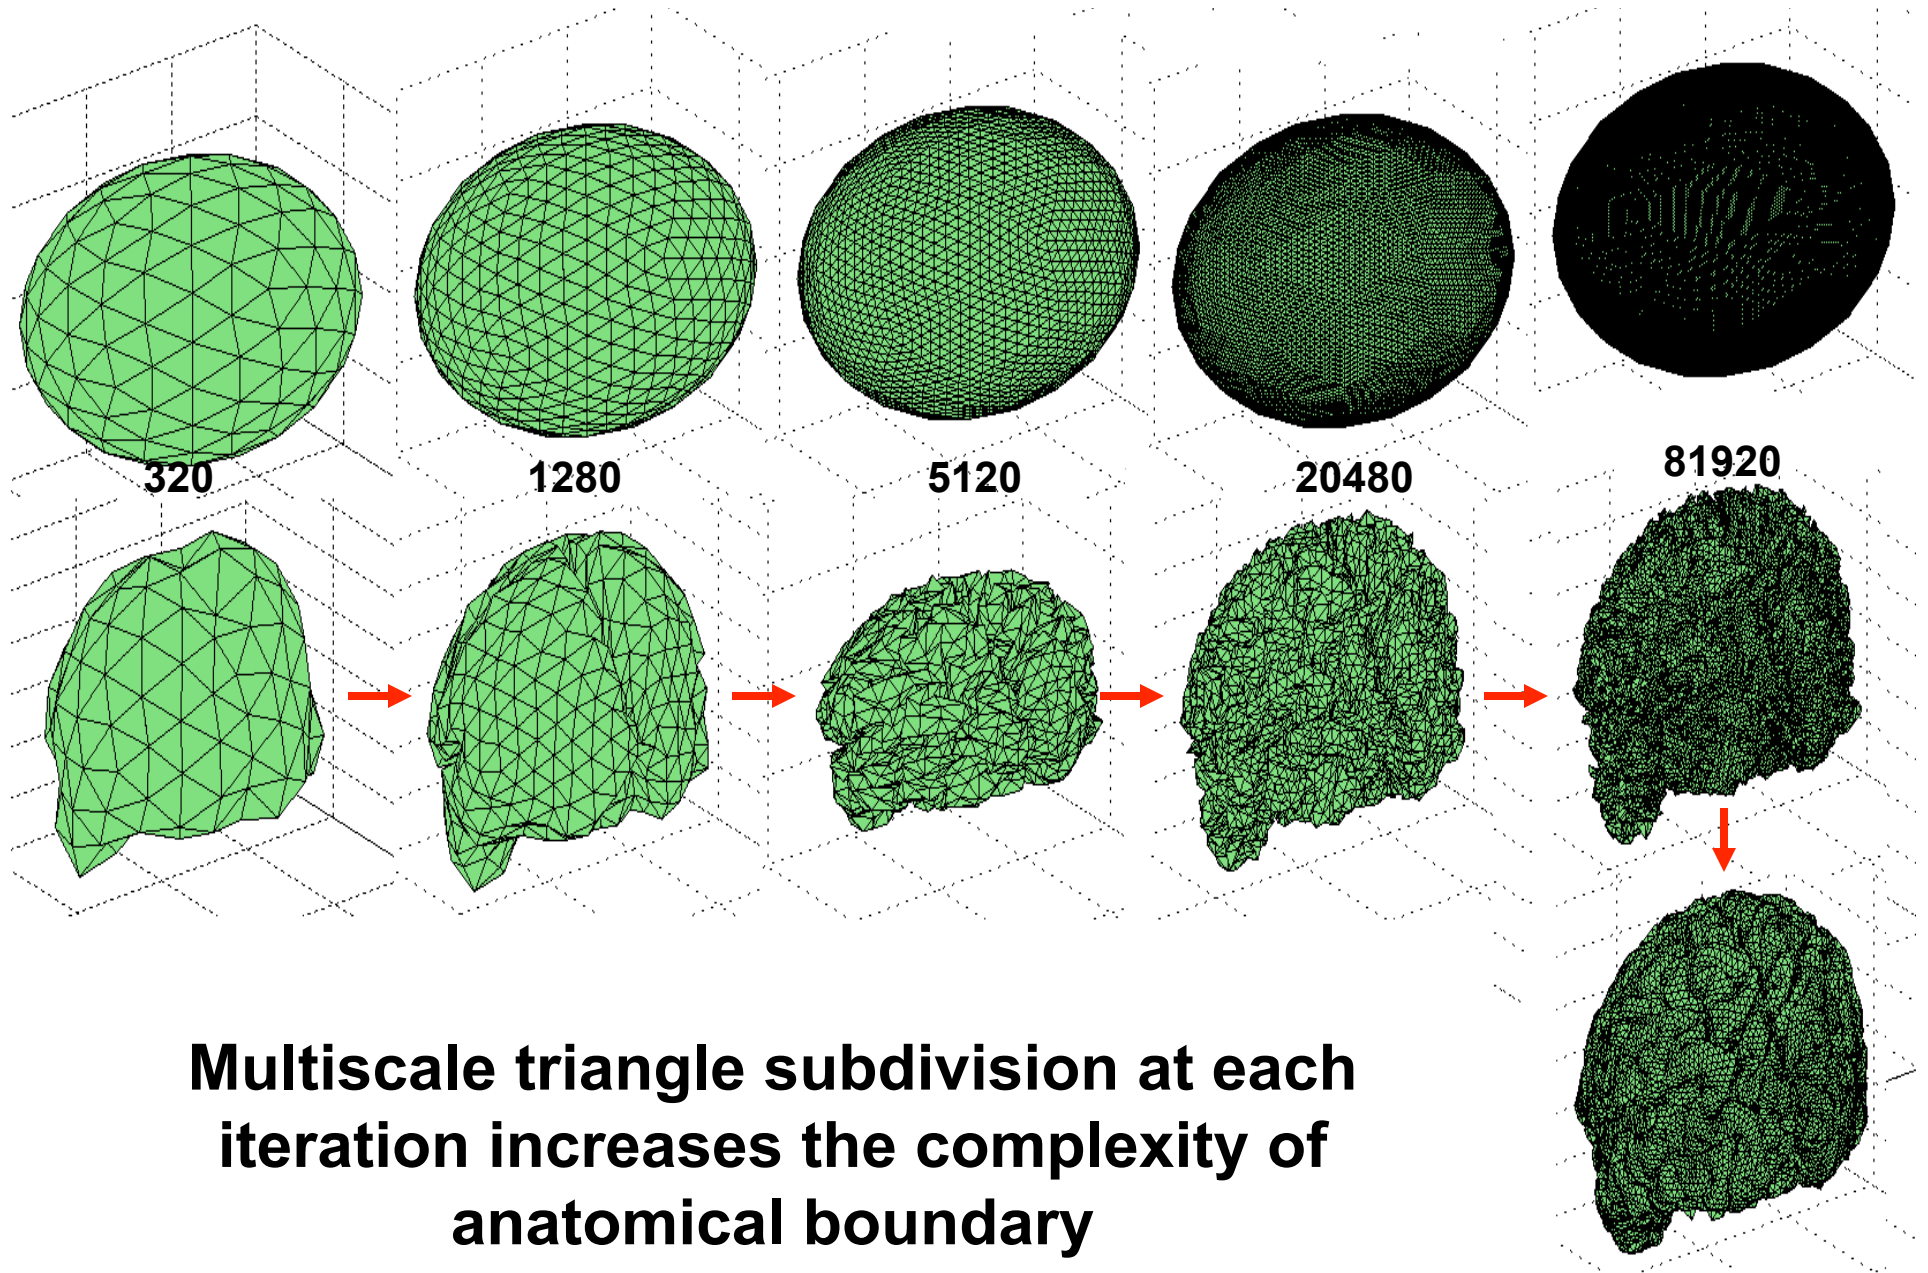 320
1280
5120
20480
81920
Multiscale triangle subdivision at each
iteration increases the complexity of
anatomical boundary